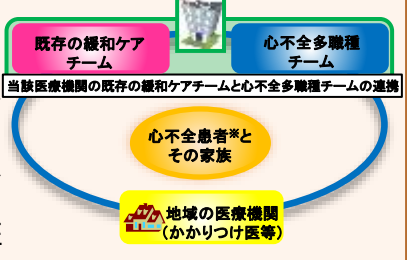 既存の緩和ケア
チーム
心不全多職種
チーム
当該医療機関の既存の緩和ケアチームと心不全多職種チームの連携
心不全患者※と
その家族
地域の医療機関
(かかりつけ医等)